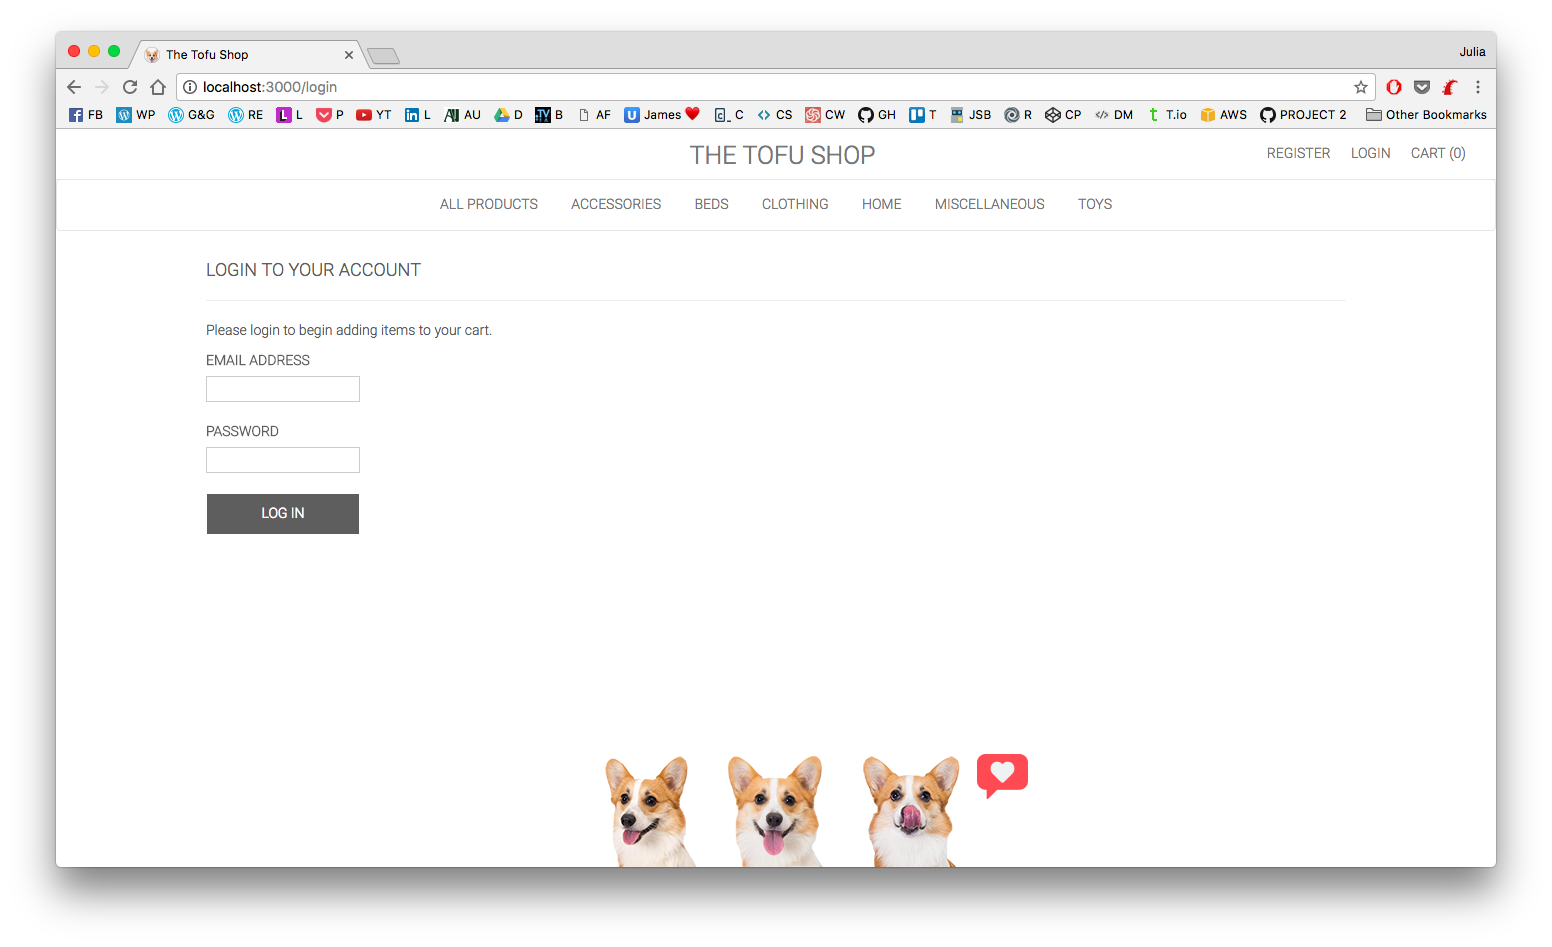 The Tofu Shop
Julia
localhost:3000/login
FB WP G&G RE L L P YT in L AU D TV B AF U James C_ C CS CW GH T JSB R CP DM t T.io AWS PROJECT 2 Other Bookmarks
THE TOFU SHOP
REGISTER LOGIN CART (0)
ALL PRODUCTS ACCESSORIES BEDS CLOTHING HOME MISCELLANEOUS TOYS
LOGIN TO YOUR ACCOUNT
Please login to begin adding items to your cart.
EMAIL ADDRESS
PASSWORD
LOG IN